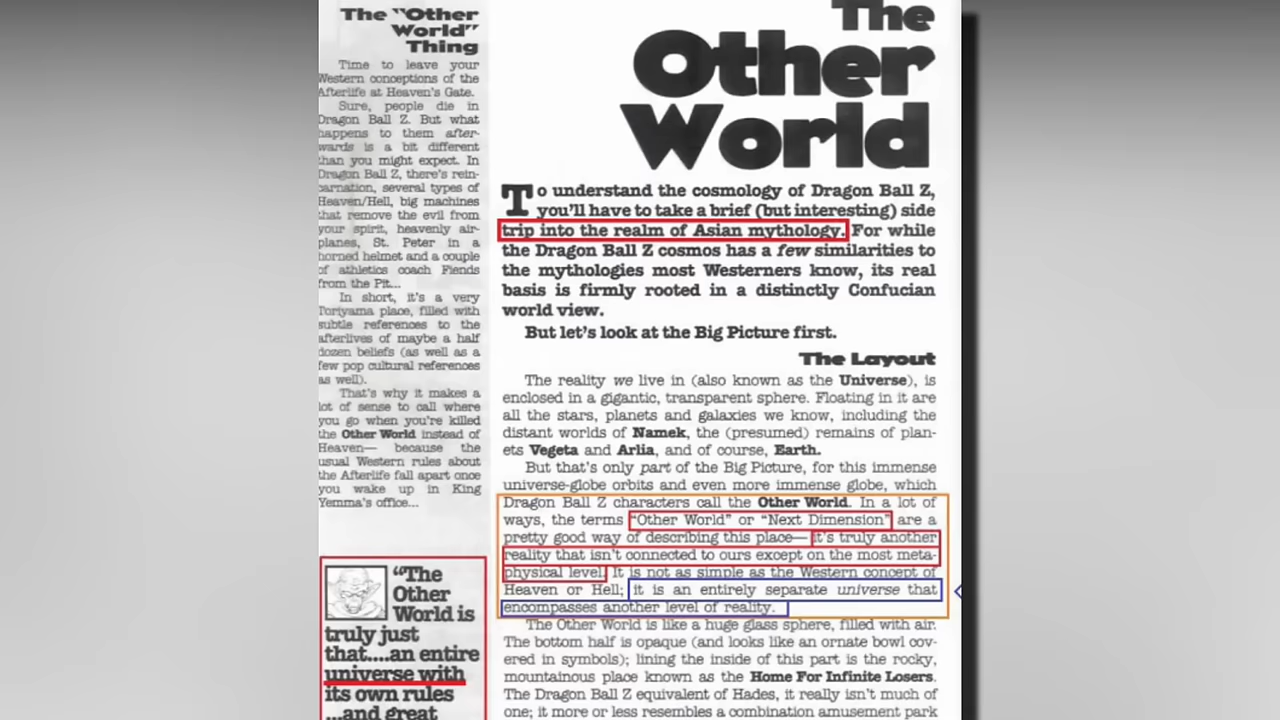 The “Other
World”
Thing
Time to leave your
Western conceptions of the
Afterlife at Heaven's Gate.
Sure, people die in
Dragon Ball Z. But what
happens to them after-
wards is a bit different
than you might expect. In
Dragon Ball Z, there's rein-
carnation, several types of
Heaven/Hell, big machines
that remove the evil from
your spirit, heavenly air-
planes, St. Peter in a
horned helmet and a couple
of athletics coach Fiends
from the Pit...
In short, it's a very
Toriyama place, filled with
subtle references to the
afterlives of maybe a half
dozen beliefs (as well as a
few pop cultural references
as well).
That's why it makes a
lot of sense to call where
you go when you're killed
the Other World instead of
Heaven— because the
usual Western rules about
the Afterlife fall apart once
you wake up in King
Yemma's office...
“The
Other
World is
truly just
that....an entire
universe with
its own rules
...and great
The
Other
World
To understand the cosmology of Dragon Ball Z,
you'll have to take a brief (but interesting) side
trip into the realm of Asian mythology. For while
the Dragon Ball Z cosmos has a few similarities to
the mythologies most Westerners know, its real
basis is firmly rooted in a distinctly Confucian
world view.
But let's look at the Big Picture first.
The Layout
The reality we live in (also known as the Universe), is
enclosed in a gigantic, transparent sphere. Floating in it are
all the stars, planets and galaxies we know, including the
distant worlds of Namek, the (presumed) remains of plan-
ets Vegeta and Arlia, and of course, Earth.
But that's only part of the Big Picture, for this immense
universe-globe orbits and even more immense globe, which
Dragon Ball Z characters call the Other World. In a lot of
ways, the terms “Other World” or “Next Dimension” are a
pretty good way of describing this place— it's truly another
reality that isn't connected to ours except on the most meta-
physical level. It is not as simple as the Western concept of
Heaven or Hell; it is an entirely separate universe that
encompasses another level of reality.
The Other World is like a huge glass sphere, filled with air.
The bottom half is opaque (and looks like an ornate bowl cov-
ered in symbols); lining the inside of this part is the rocky,
mountainous place known as the Home For Infinite Losers.
The Dragon Ball Z equivalent of Hades, it really isn't much of
one; it more or less resembles a combination amusement park